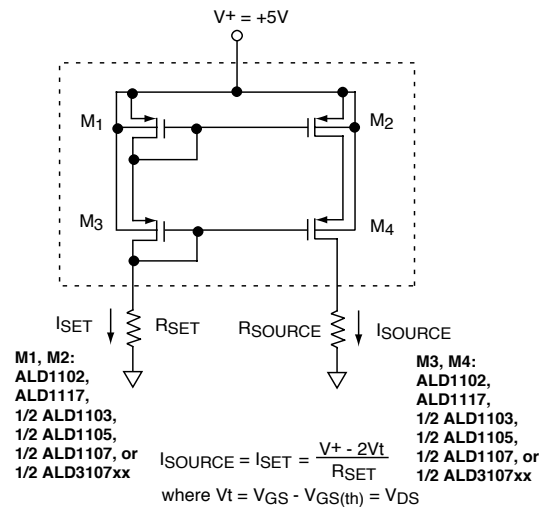 V+ = +5V
M1
M2
M3
M4
ISET
RSET
RSOURCE
ISOURCE
M1, M2:
ALD1102,
ALD1117,
1/2 ALD1103,
1/2 ALD1105,
1/2 ALD1107, or
1/2 ALD3107xx
M3, M4:
ALD1102,
ALD1117,
1/2 ALD1103,
1/2 ALD1105,
1/2 ALD1107, or
1/2 ALD3107xx
ISOURCE = ISET = V+ - 2Vt
RSET
where Vt = VGS - VGS(th) = VDS